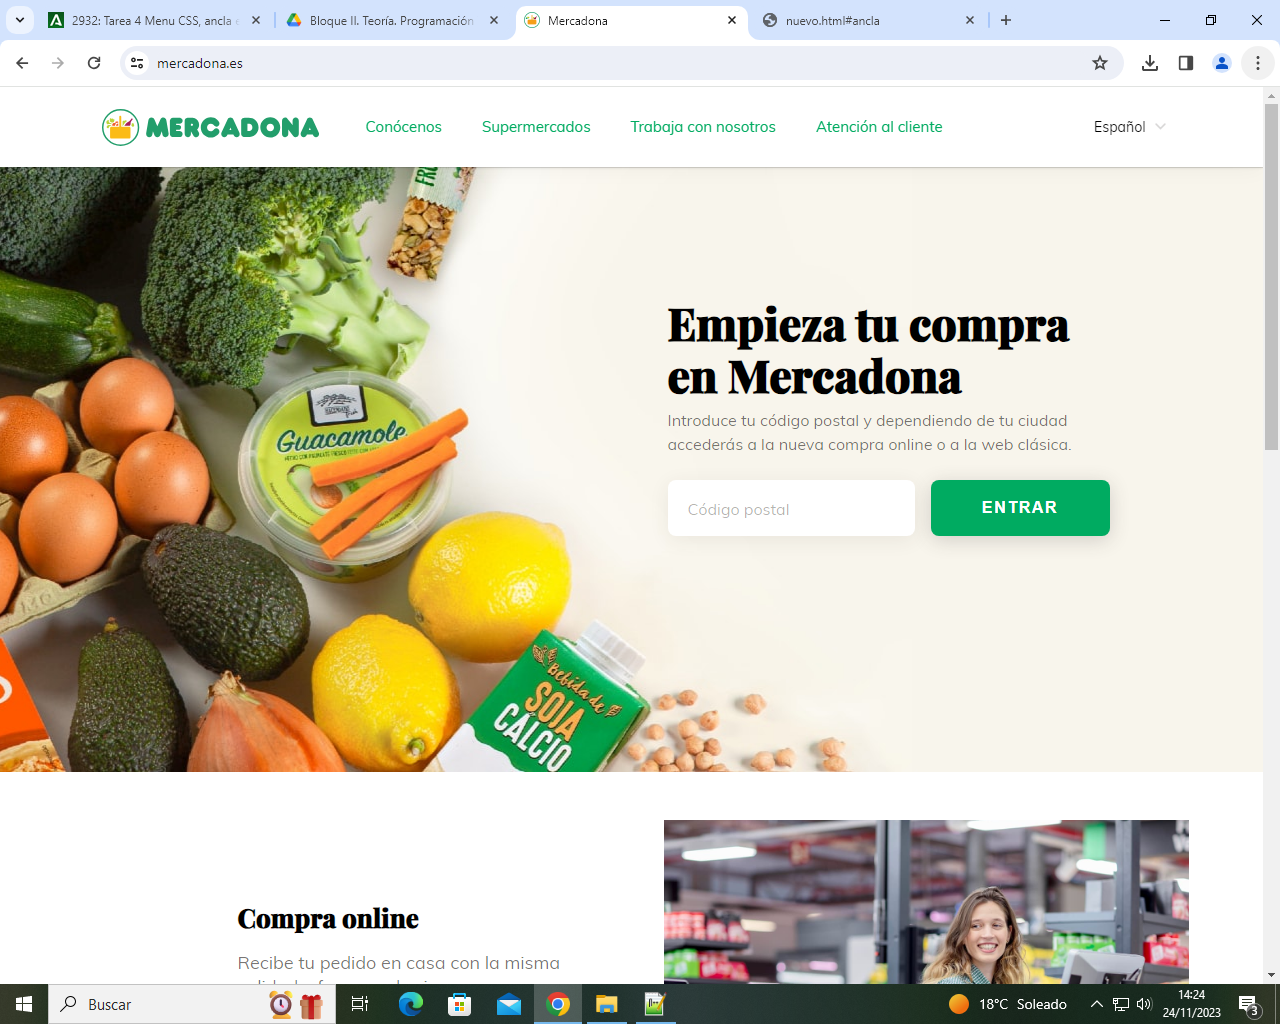 2932: Tarea 4 Menu CSS, ancla
Bloque II. Teoría. Programación
Mercadona
nuevo.html#ancla
mercadona.es
MERCADONA
Conócenos
Supermercados
Trabaja con nosotros
Atención al cliente
Español
Guacamole
Bebida de
SOJA
CALCIO
Empieza tu compra
en Mercadona
Introduce tu código postal y dependiendo de tu ciudad
accederás a la nueva compra online o a la web clásica.
Código postal
ENTRAR
Compra online
Recibe tu pedido en casa con la misma
Buscar
18°C Soleado
14:24
24/11/2023
3